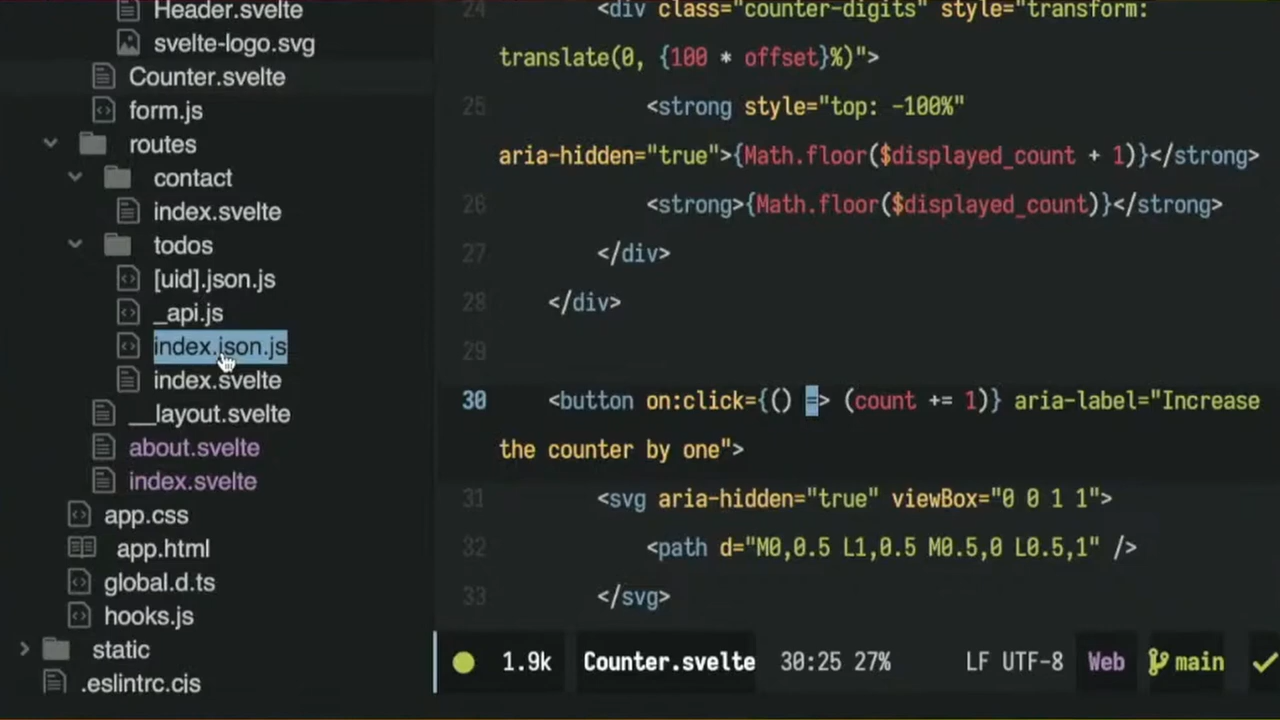 Header.svelte
svelte-logo.svg
Counter.svelte
form.js
routes
contact
index.svelte
todos
[uid].json.js
_api.js
index.json.js
index.svelte
__layout.svelte
about.svelte
index.svelte
app.css
app.html
global.d.ts
hooks.js
static
.eslintrc.cjs
24 <div class="counter-digits" style="transform:
translate(0, {100 * offset}%)">
25 <strong style="top: -100%"
aria-hidden="true">{Math.floor($displayed_count + 1)}</strong>
26 <strong>{Math.floor($displayed_count)}</strong>
27 </div>
28 </div>
29
30 <button on:click={() => (count += 1)} aria-label="Increase
the counter by one">
31 <svg aria-hidden="true" viewBox="0 0 1 1">
32 <path d="M0,0.5 L1,0.5 M0.5,0 L0.5,1" />
33 </svg>
1.9k Counter.svelte 30:25 27% LF UTF-8 Web main